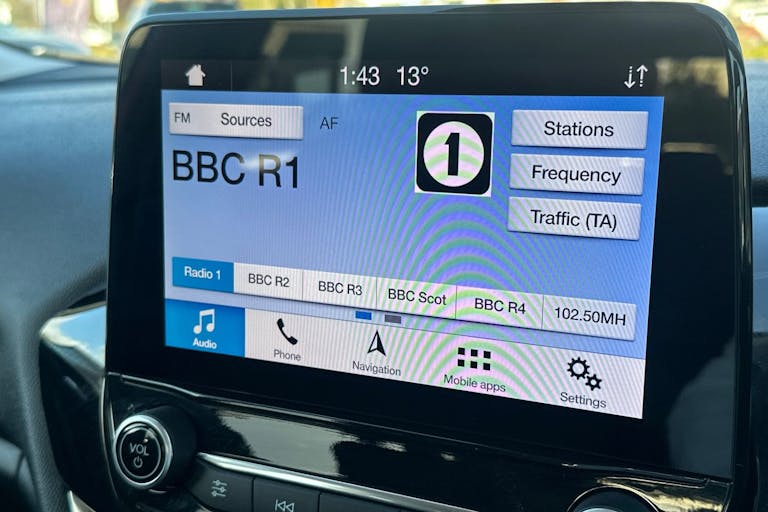 1:43 13°
FM Sources AF
BBC R1
1
Stations
Frequency
Traffic (TA)
Radio 1 BBC R2 BBC R3 BBC Scot BBC R4 102.50MH
Audio Phone Navigation Mobile apps Settings
VOL